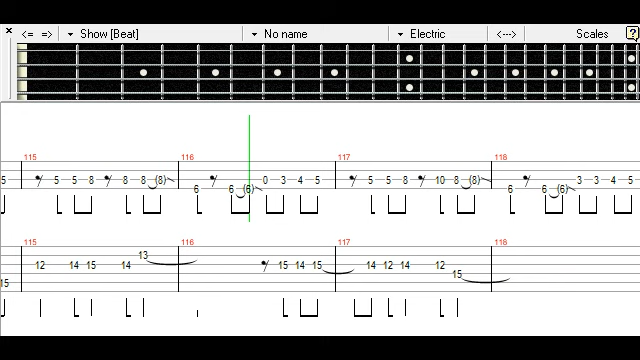 × <= => ▾ Show [Beat] ▾ No name ▾ Electric <--> Scales ?
115 116 117 118
5 5 5 8 8 8 (8) 6 6 (6) 0 3 4 5 5 5 8 10 8 (8) 6 6 (6) 3 3 4 5
115 116 117 118
15 12 14 15 14 13 15 14 15 14 12 14 12 15